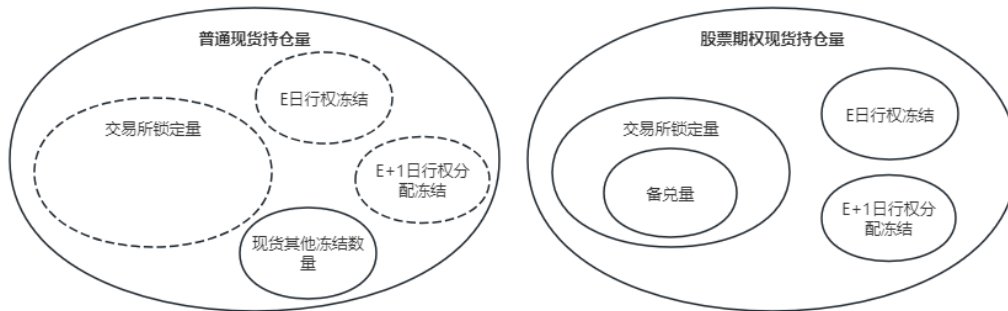 普通现货持仓量
E日行权冻结
交易所锁定量
E+1日行权分
配冻结
现货其他冻结数
量
股票期权现货持仓量
E日行权冻结
交易所锁定量
备兑量
E+1日行权分
配冻结